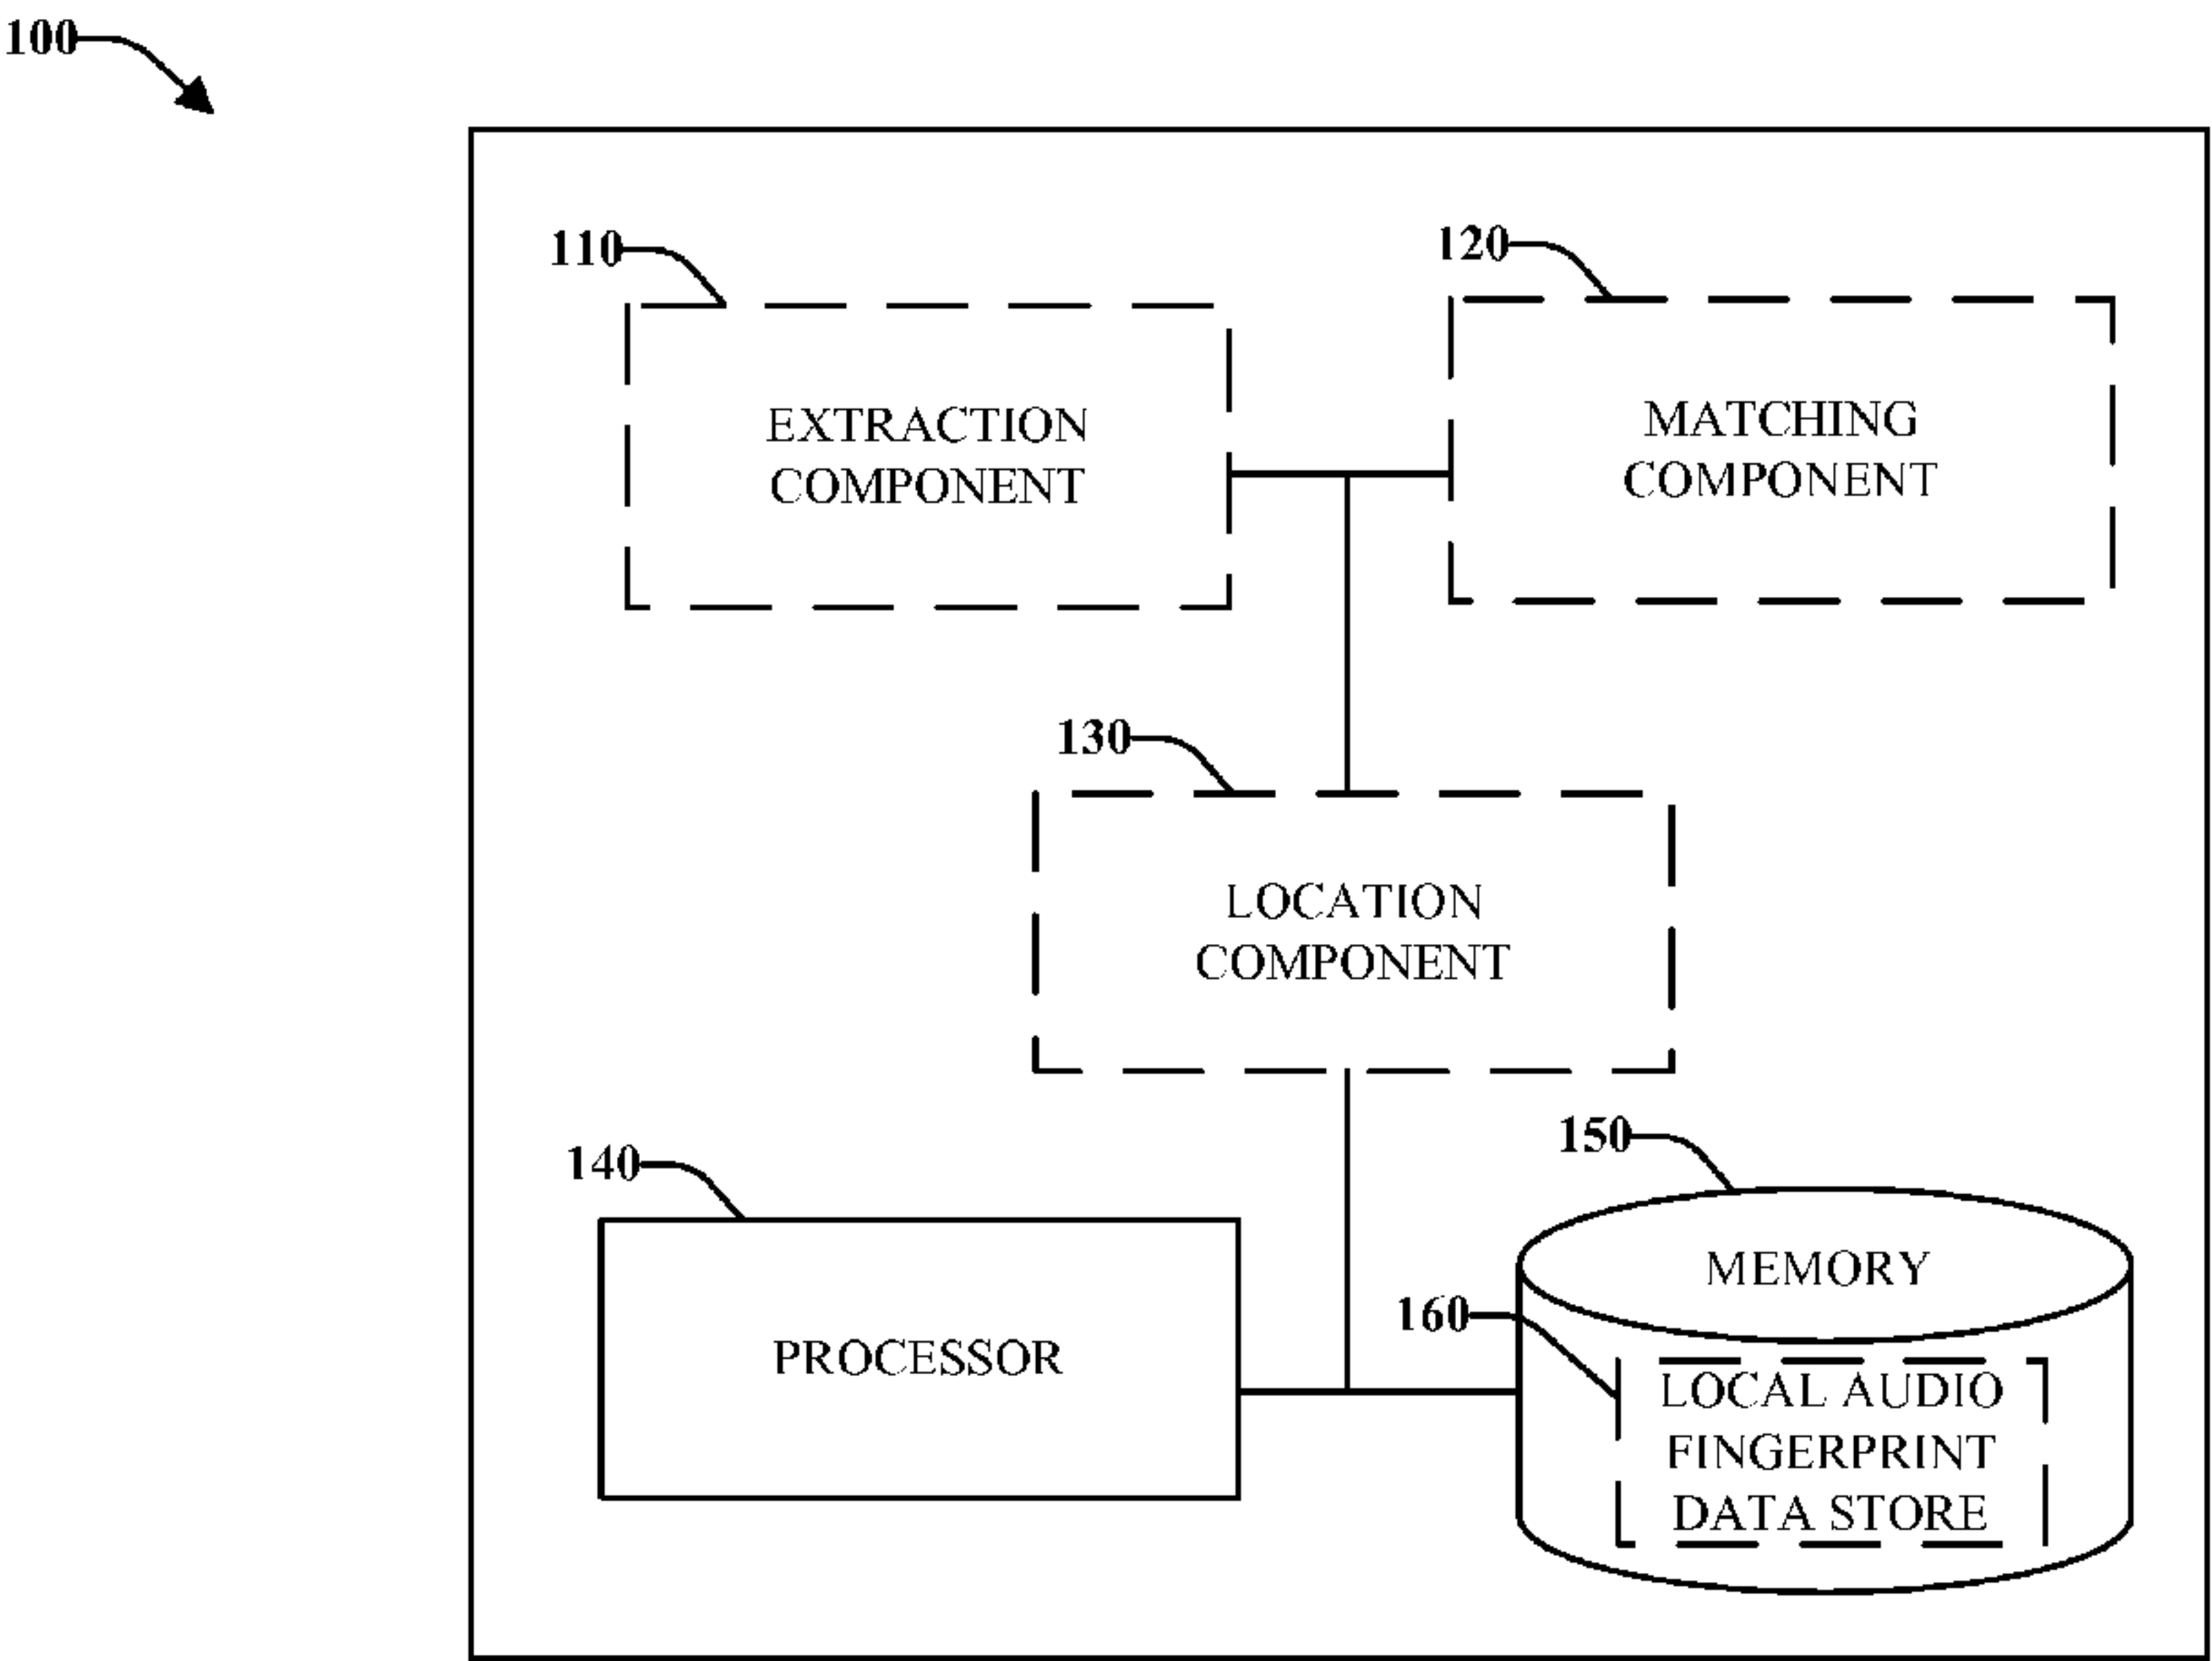 100
110
120
EXTRACTION
COMPONENT
MATCHING
COMPONENT
130
LOCATION
COMPONENT
140
150
PROCESSOR
MEMORY
160
LOCAL AUDIO
FINGERPRINT
DATA STORE